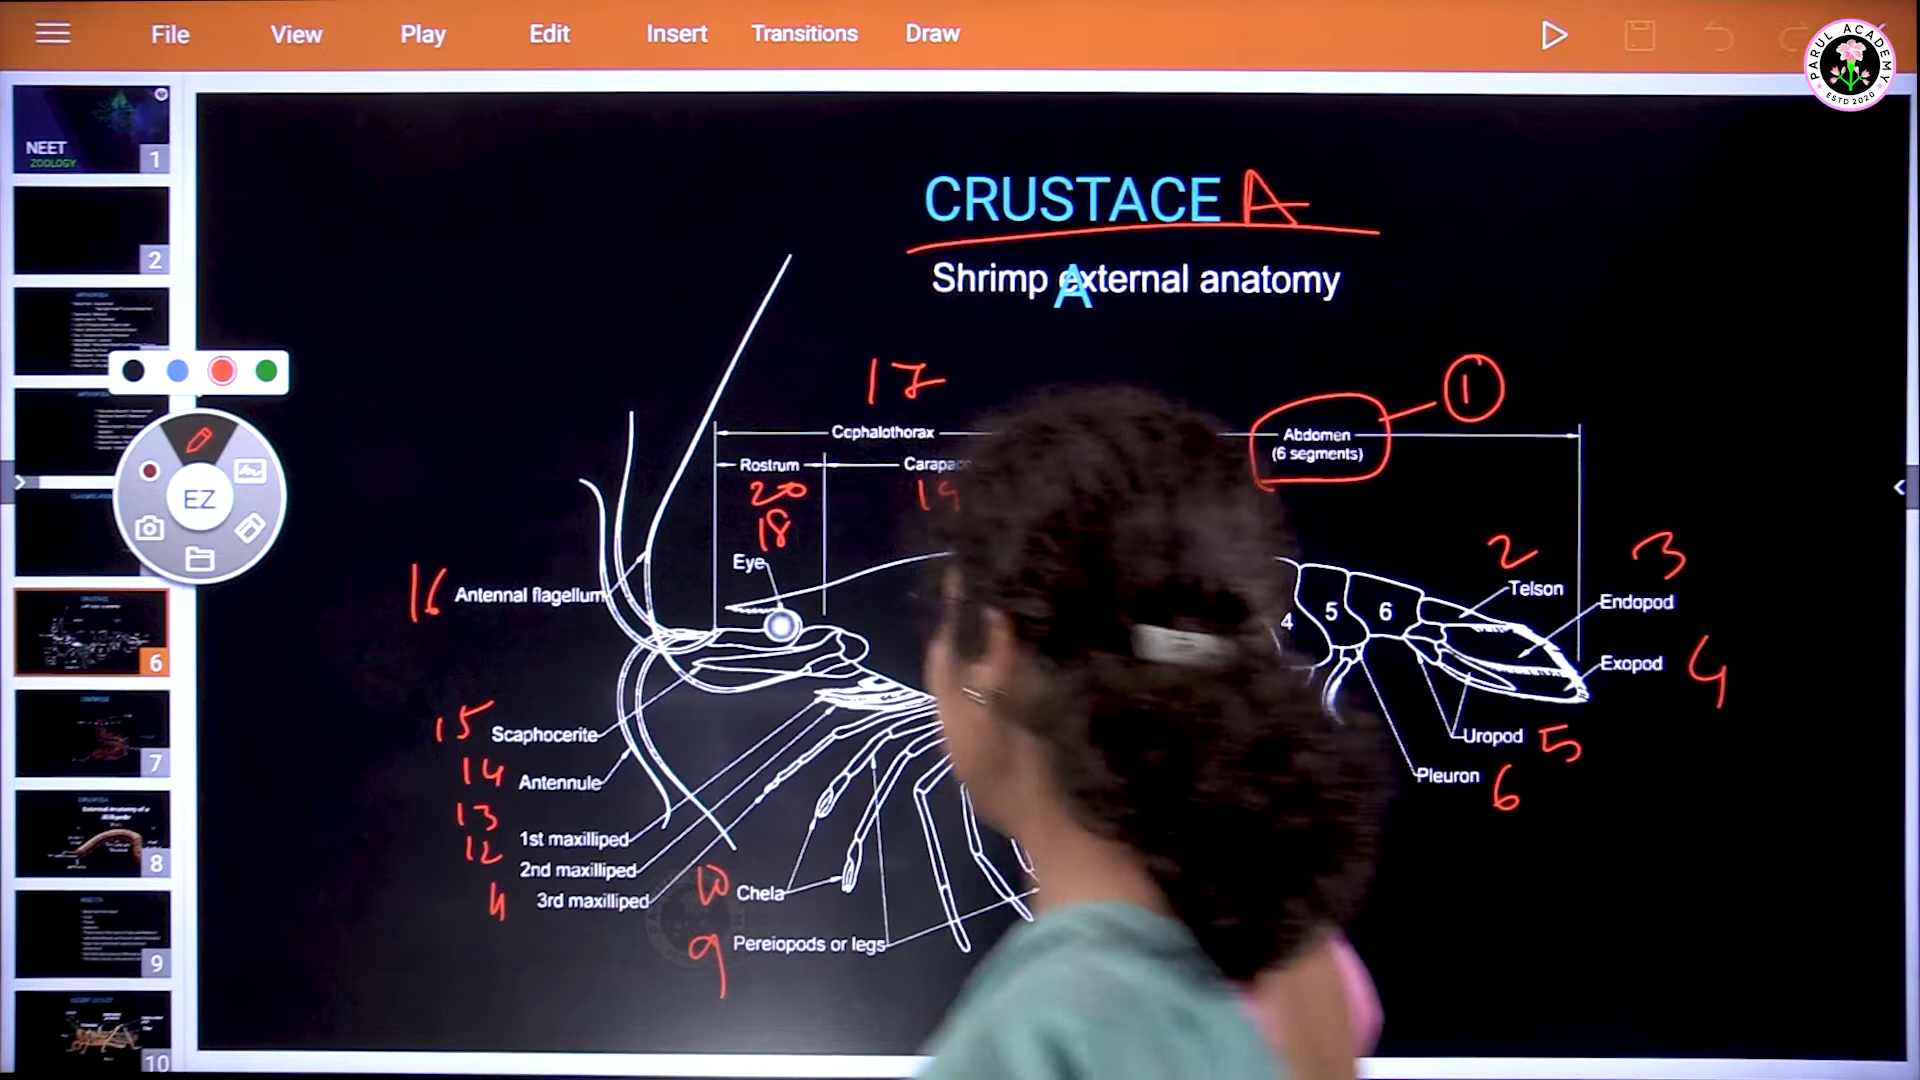 File View Play Edit Insert Transitions Draw
PARUL ACADEMY
ESTD 2020
NEET
ZOOLOGY
1
2
6
7
8
9
10
EZ
CRUSTACE A
Shrimp external anatomy
A
17
1
Cephalothorax
Abdomen
(6 segments)
Rostrum
20
19
18
Eye
16 Antennal flagellum
2
Telson
3
Endopod
Exopod 4
4 5 6
15 Scaphocerite
14 Antennule
13
1st maxilliped
12
2nd maxilliped
11 3rd maxilliped
10 Chela
9 Pereiopods or legs
Uropod 5
Pleuron 6